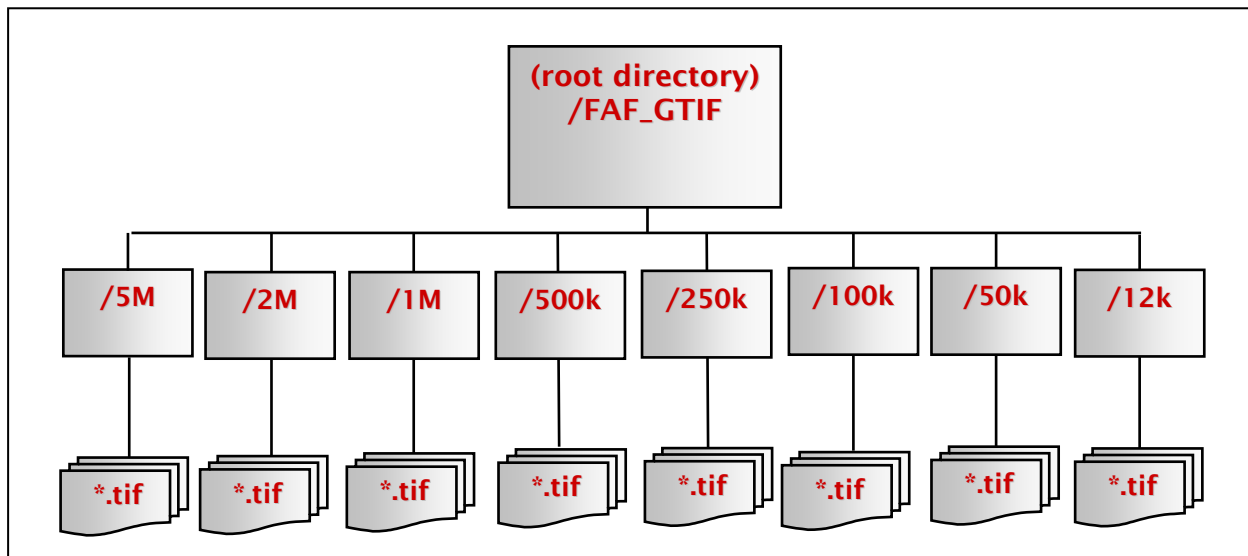 (root directory)
/FAF_GTIF
/5M
/2M
/1M
/500k
/250k
/100k
/50k
/12k
*.tif
*.tif
*.tif
*.tif
*.tif
*.tif
*.tif
*.tif